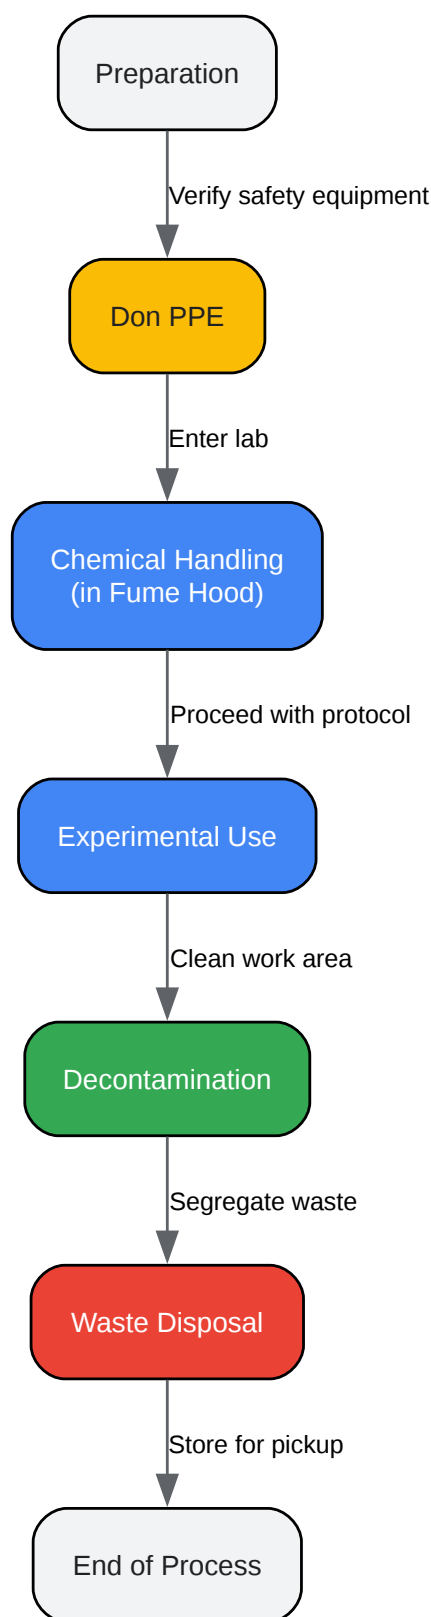 Preparation
Verify safety equipment
Don PPE
Enter lab
Chemical Handling
(in Fume Hood)
Proceed with protocol
Experimental Use
Clean work area
Decontamination
Segregate waste
Waste Disposal
Store for pickup
End of Process